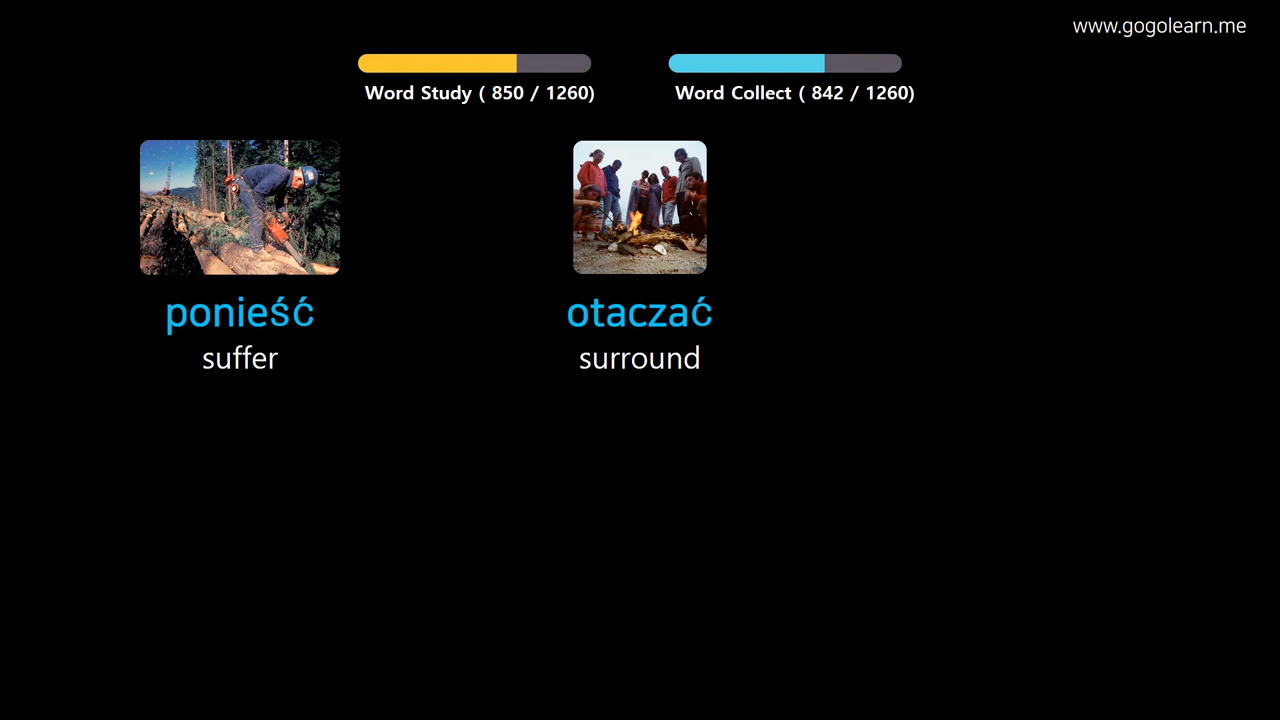 www.gogolearn.me
Word Study ( 850 / 1260)
Word Collect ( 842 / 1260)
ponieść
suffer
otaczać
surround